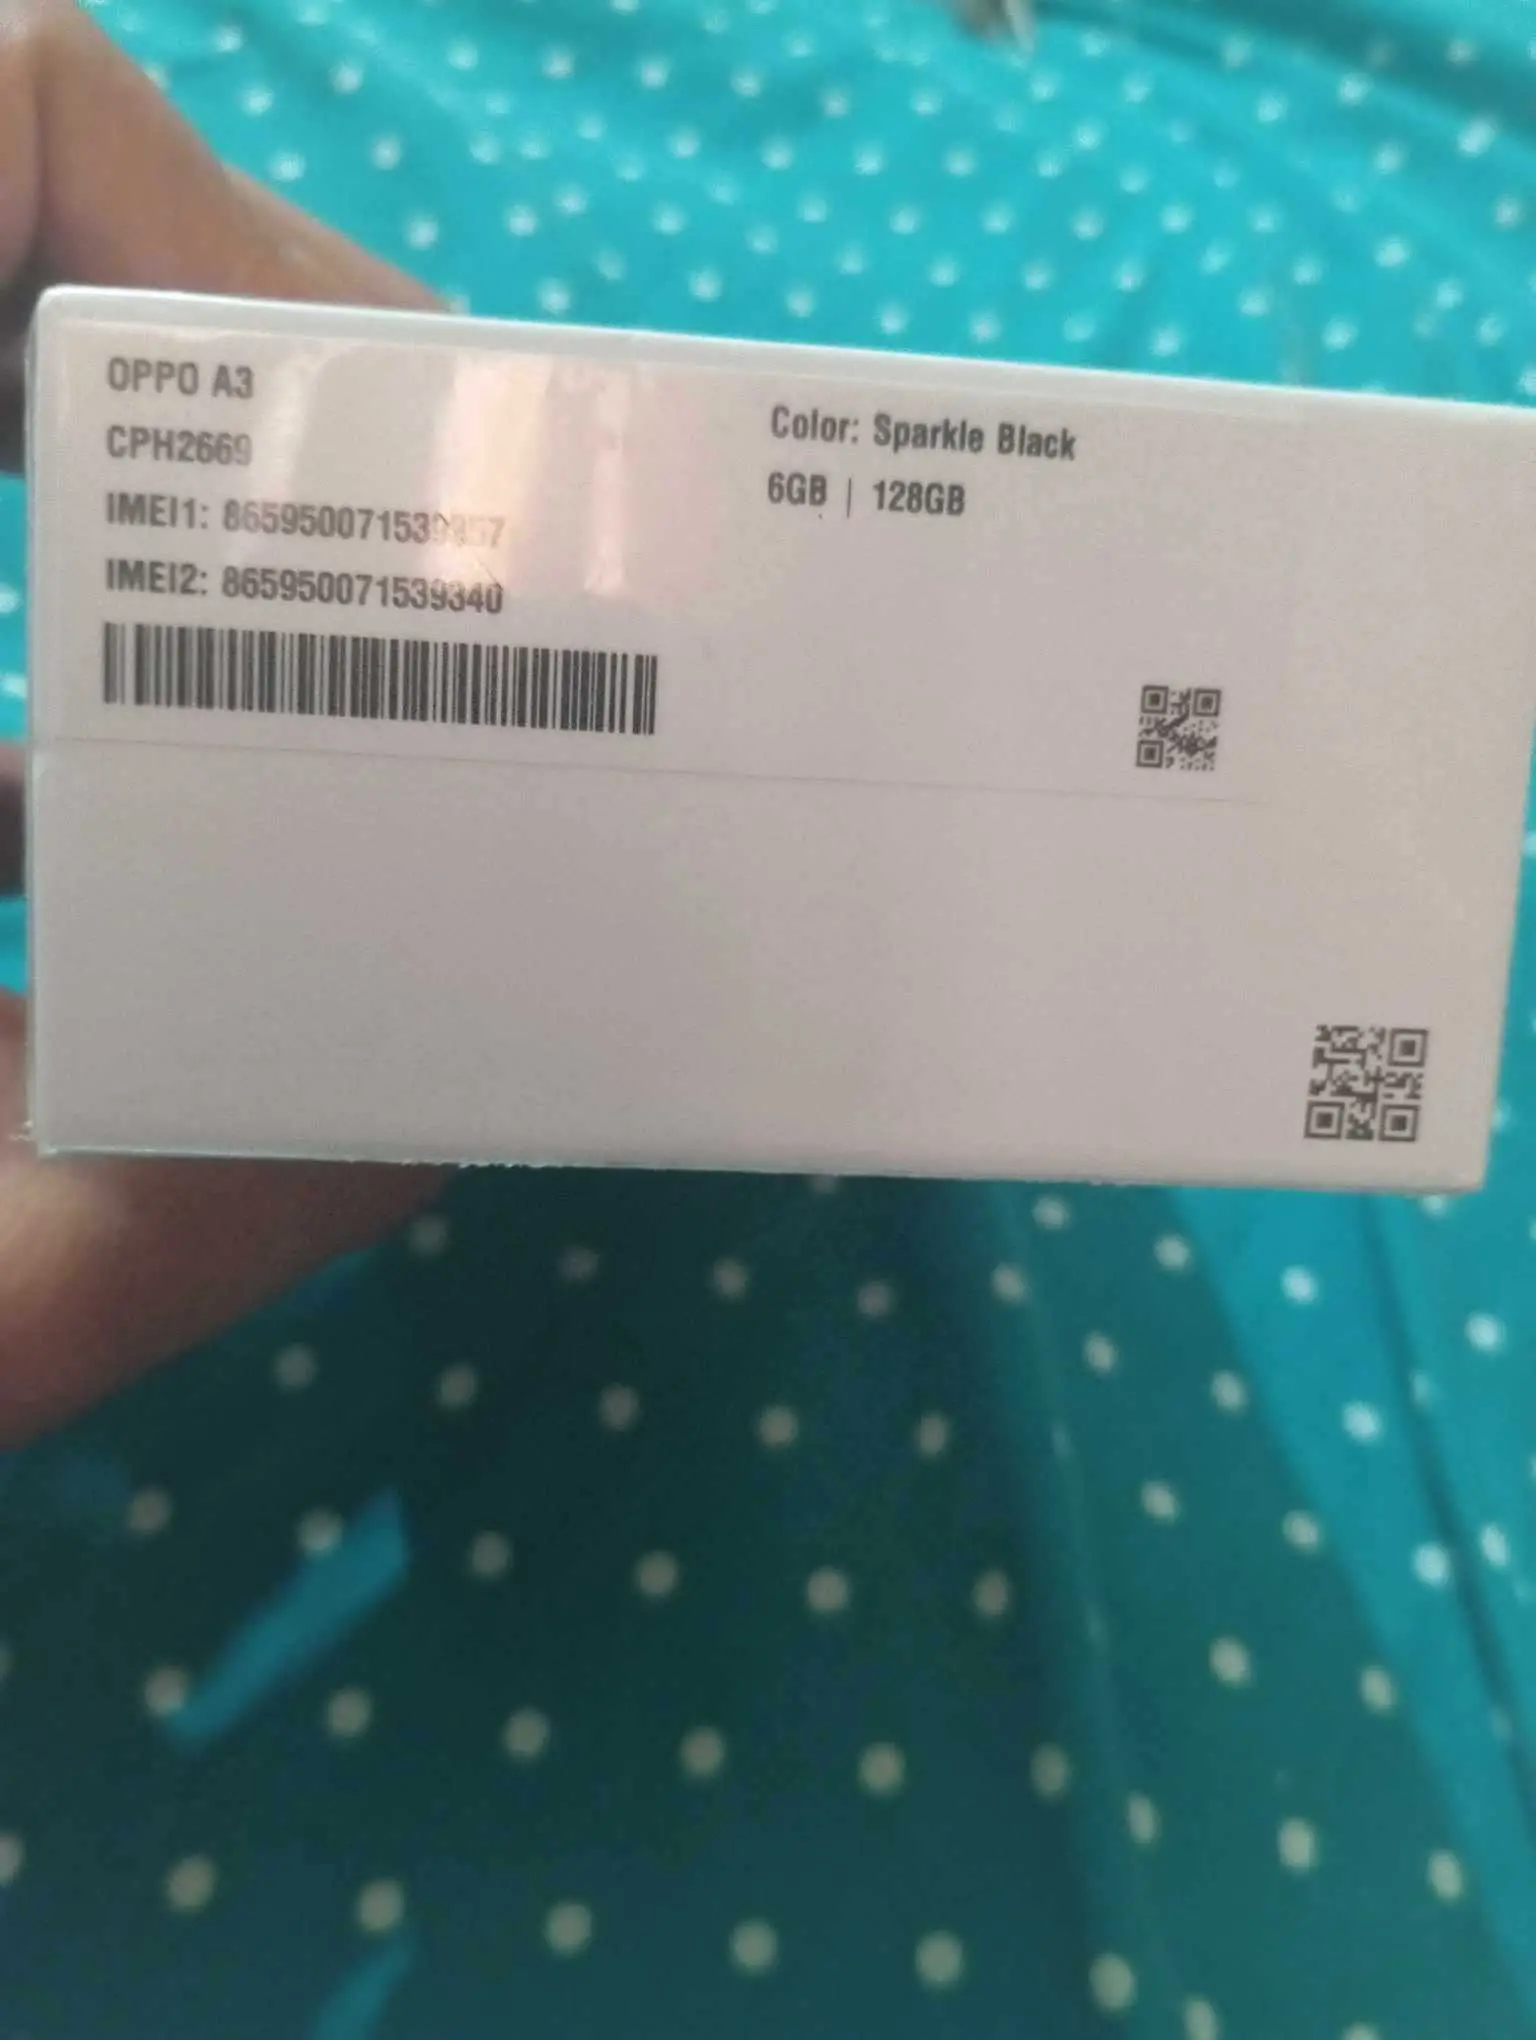 OPPO A3
CPH2669
IMEI1:
IMEI2: 865950071539340
Color: Sparkle Black
6GB | 128GB